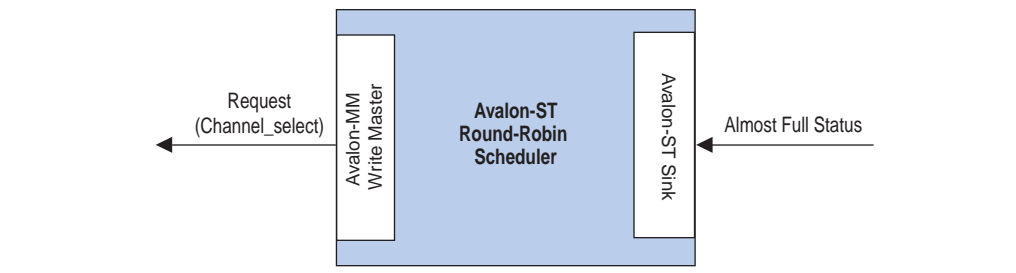 Request
(Channel_select)
Avalon-MM
Write Master
Avalon-ST
Round-Robin
Scheduler
Avalon-ST Sink
Almost Full Status